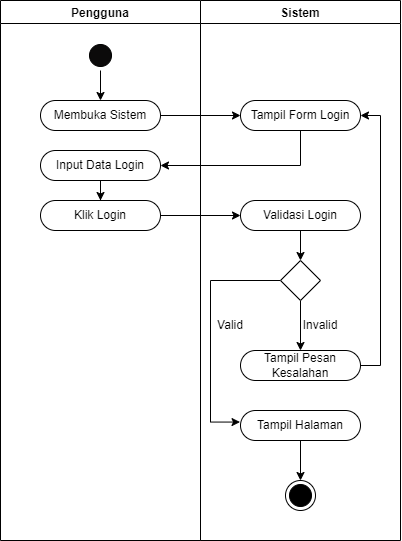 Pengguna
Sistem
Membuka Sistem
Tampil Form Login
Input Data Login
Klik Login
Validasi Login
Valid
Invalid
Tampil Pesan
Kesalahan
Tampil Halaman